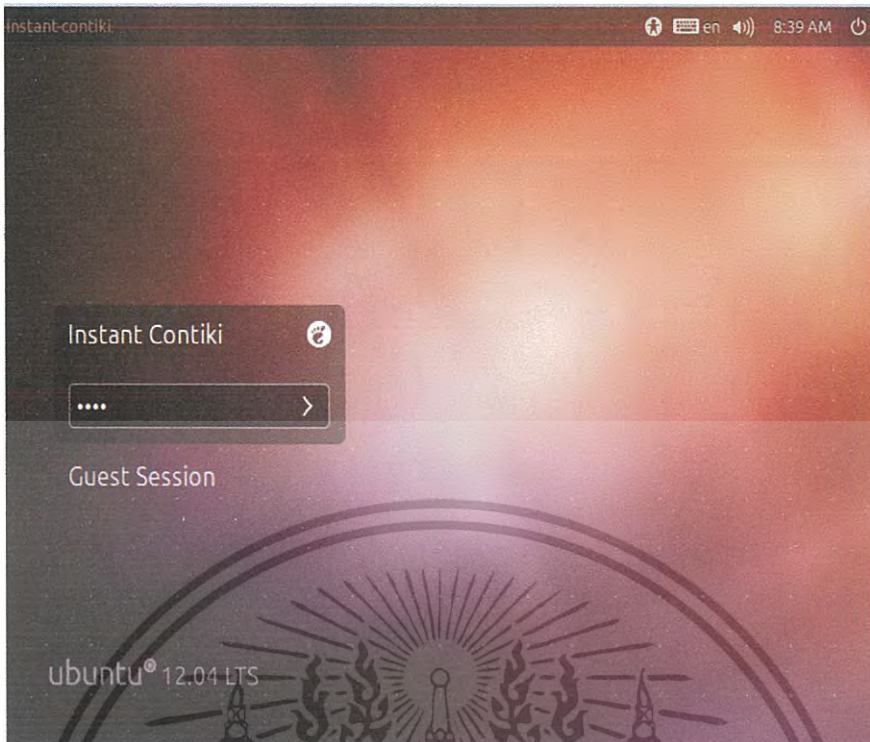 instant-contiki
en 8:39 AM
Instant Contiki
••••
Guest Session
ubuntu® 12.04 LTS